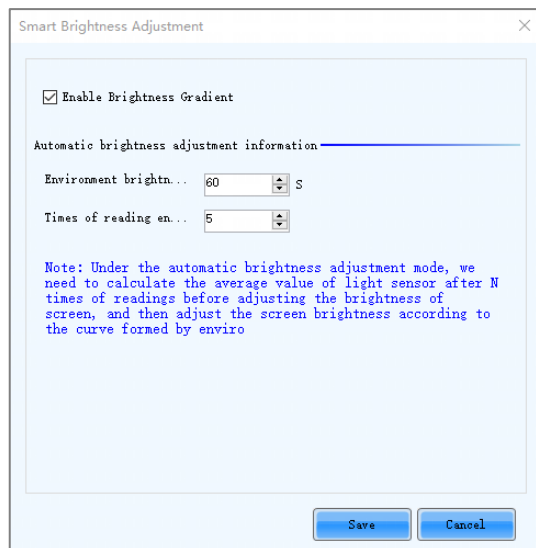 Smart Brightness Adjustment
Enable Brightness Gradient
Automatic brightness adjustment information
Environment brightn... 60 S
Times of reading en... 5
Note: Under the automatic brightness adjustment mode, we
need to calculate the average value of light sensor after N
times of readings before adjusting the brightness of
screen, and then adjust the screen brightness according to
the curve formed by enviro
Save Cancel